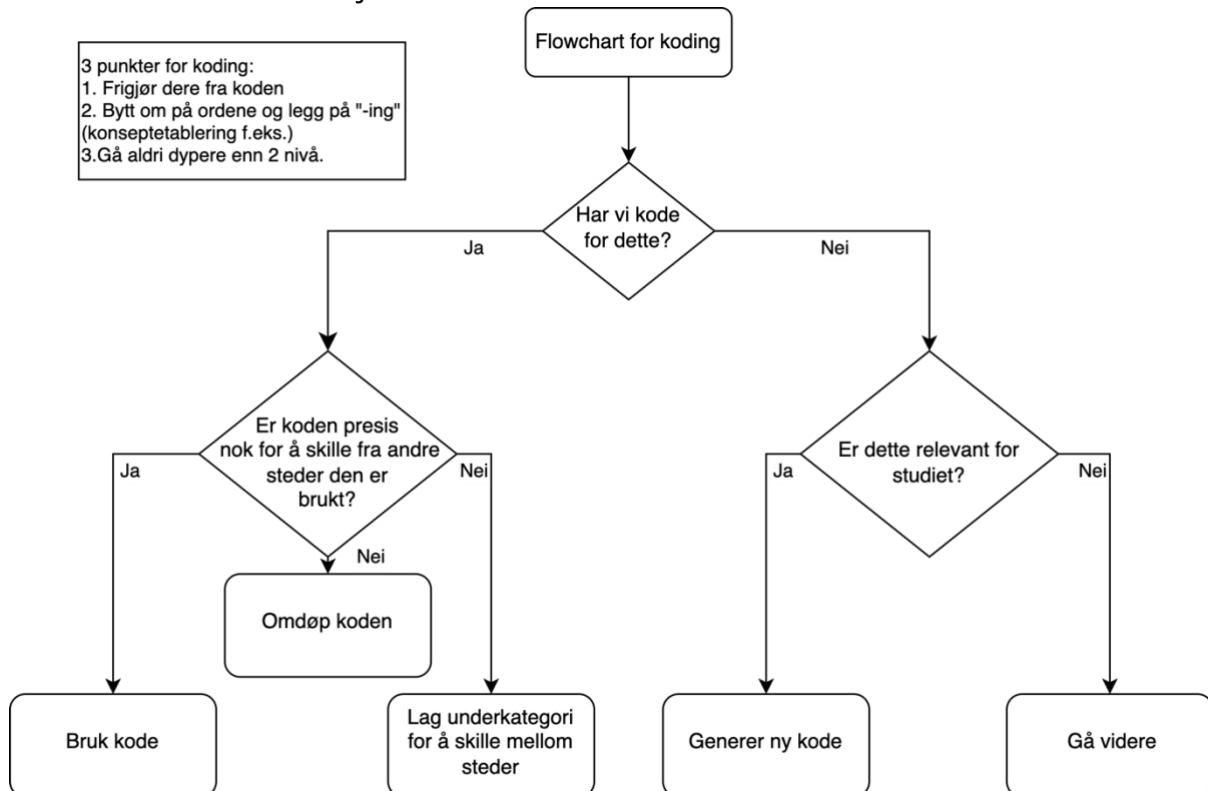 Flowchart for koding
3 punkter for koding:
1. Frigjør dere fra koden
2. Bytt om på ordene og legg på "-ing"
(konseptetablering f.eks.)
3.Gå aldri dypere enn 2 nivå.
Har vi kode
for dette?
Ja
Nei
Er koden presis
nok for å skille fra andre
steder den er
brukt?
Ja
Nei
Nei
Er dette relevant for
studiet?
Ja
Nei
Omdøp koden
Bruk kode
Lag underkategori
for å skille mellom
steder
Generer ny kode
Gå videre